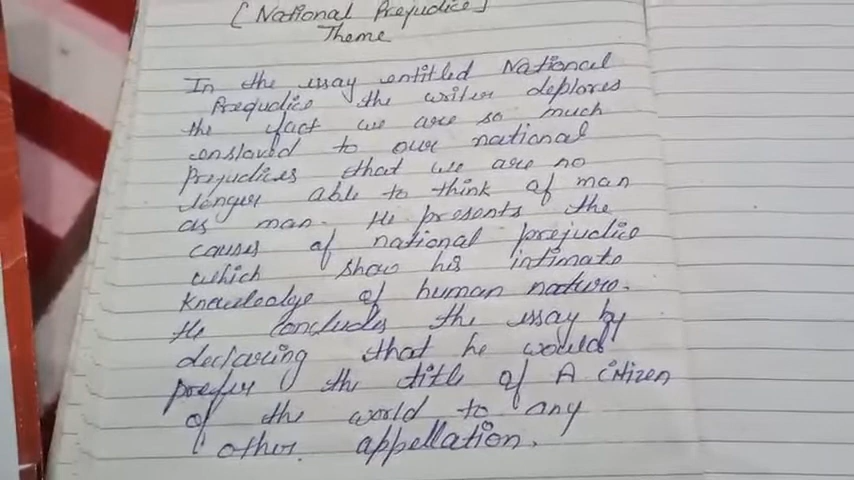 [National Prejudice]
Theme
In the essay entitled National
Prequdice the writer deplores
the fact we are so much
enslaved to our national
Prejudices that we are no
longer able to think of man
as man. He presents the
causes of national prejudice
which show his intimate
knowledge of human nature.
He concludes the essay by
declaring that he would
prefer the title of A citizen
of the world to any
other appellation.